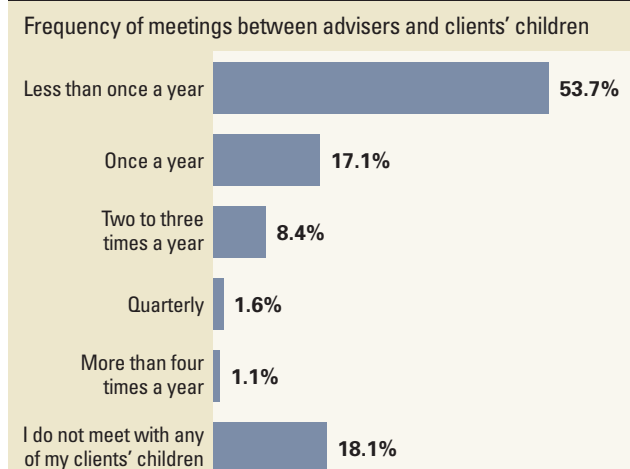 Frequency of meetings between advisers and clients’ children
Less than once a year
53.7%
Once a year
17.1%
Two to three
times a year
8.4%
Quarterly
1.6%
More than four
times a year
1.1%
I do not meet with any
of my clients’ children
18.1%